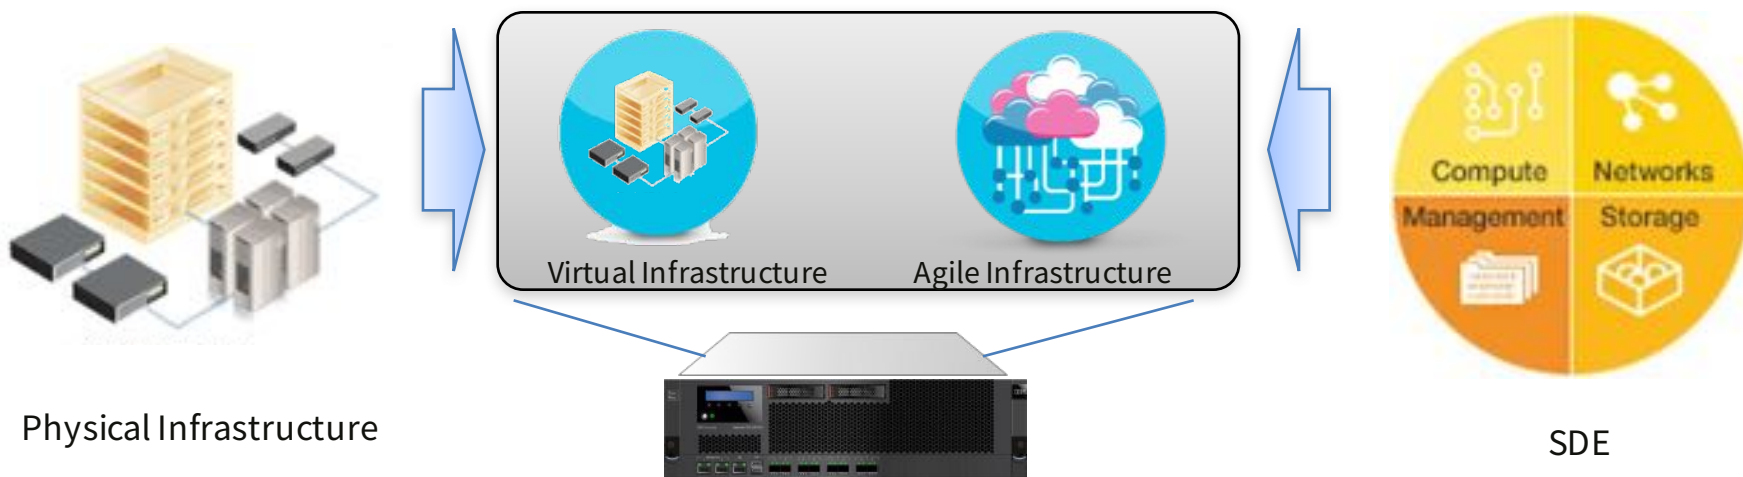 Virtual Infrastructure
Agile Infrastructure
Physical Infrastructure
Compute
Networks
Management
Storage
SDE